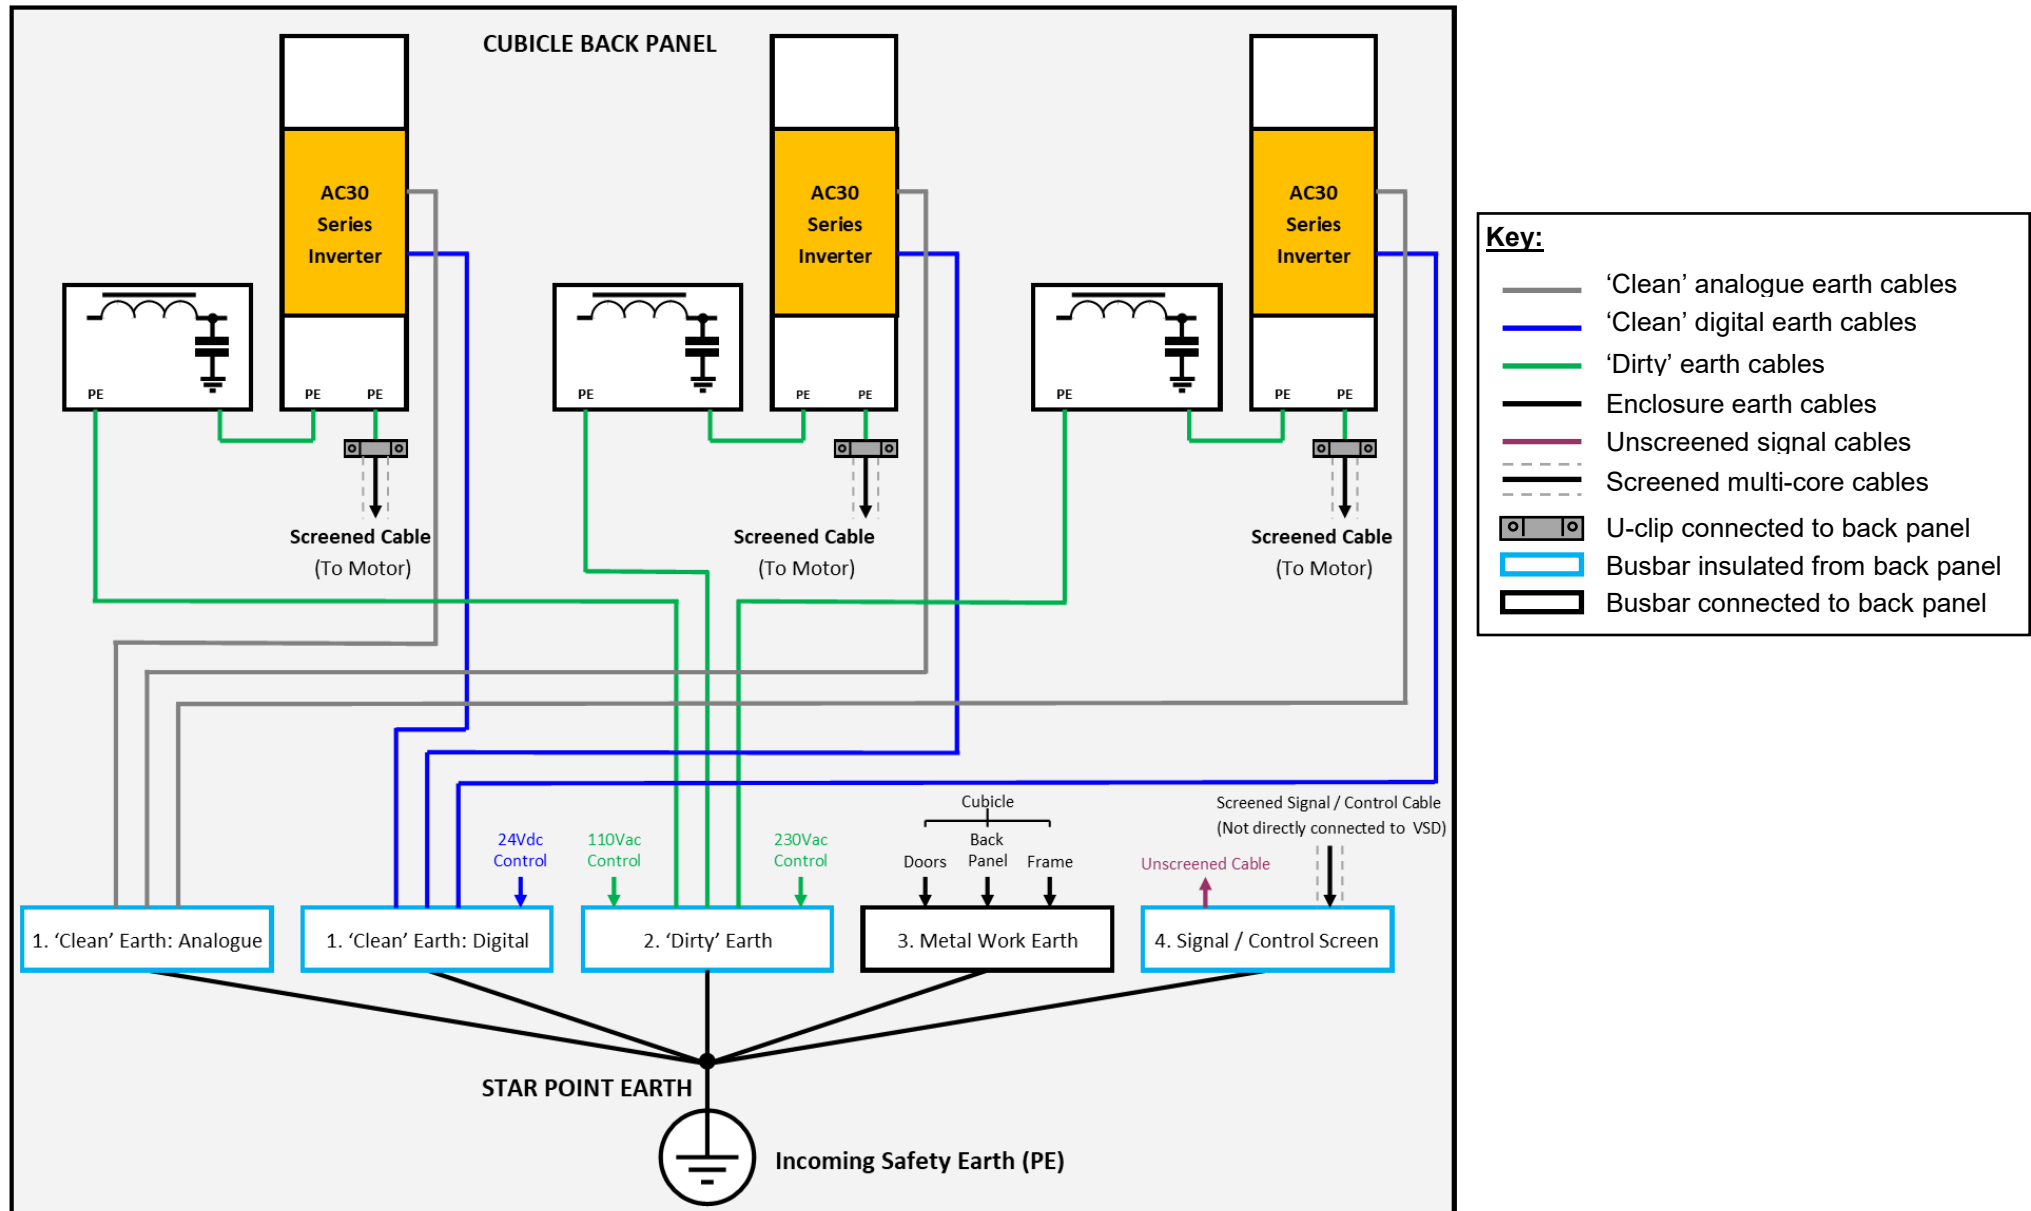 CUBICLE BACK PANEL
AC30
Series
Inverter
AC30
Series
Inverter
AC30
Series
Inverter
PE
PE
PE
PE
PE
PE
PE
PE
PE
Screened Cable
(To Motor)
Screened Cable
(To Motor)
Screened Cable
(To Motor)
Key:
‘Clean’ analogue earth cables
‘Clean’ digital earth cables
‘Dirty’ earth cables
Enclosure earth cables
Unscreened signal cables
Screened multi-core cables
U-clip connected to back panel
Busbar insulated from back panel
Busbar connected to back panel
24Vdc
Control
110Vac
Control
230Vac
Control
Cubicle
Doors
Back
Panel
Frame
Screened Signal / Control Cable
(Not directly connected to VSD)
Unscreened Cable
1. ‘Clean’ Earth: Analogue
1. ‘Clean’ Earth: Digital
2. ‘Dirty’ Earth
3. Metal Work Earth
4. Signal / Control Screen
STAR POINT EARTH
Incoming Safety Earth (PE)